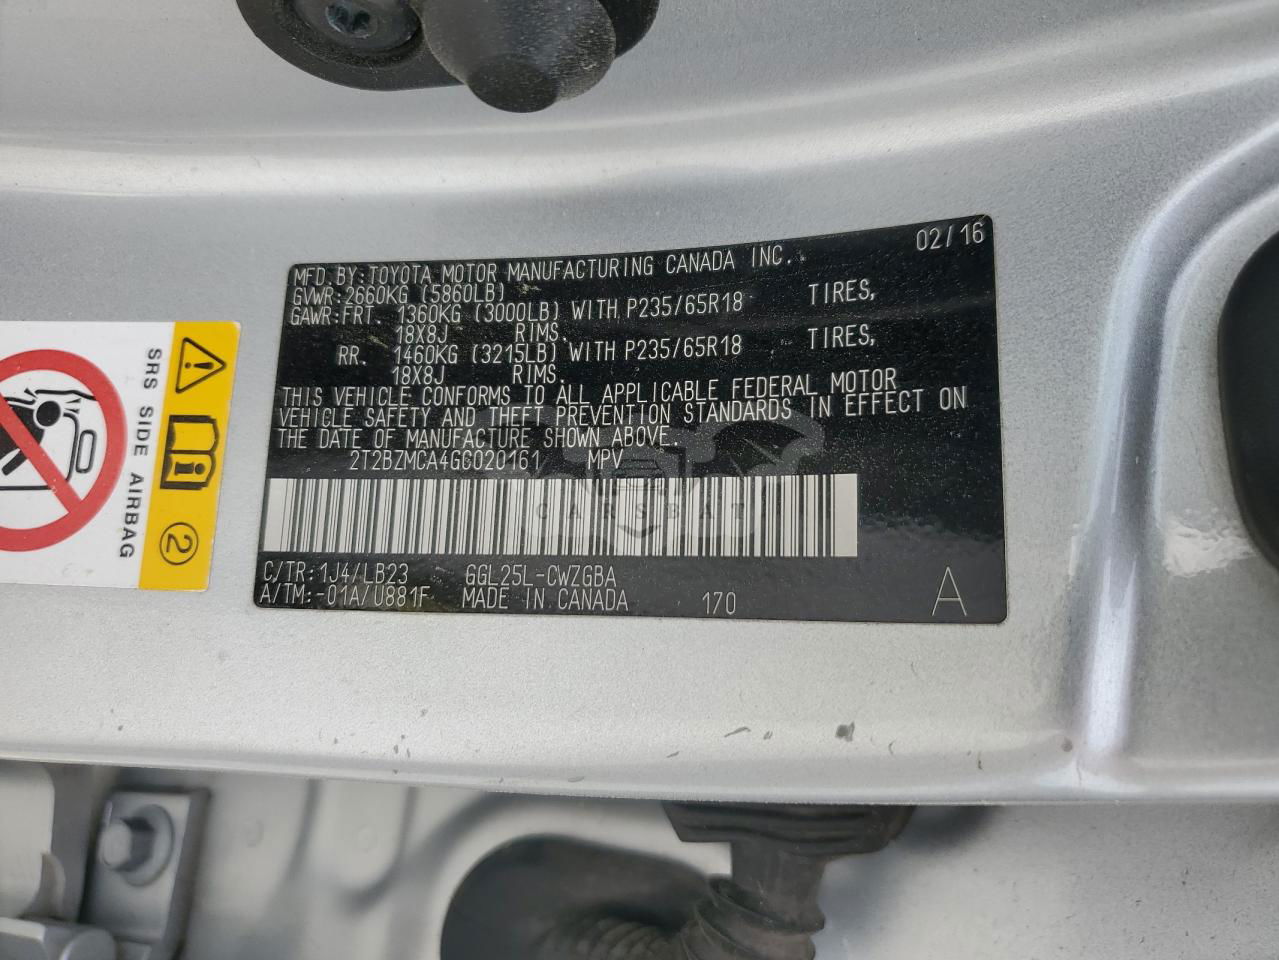 MFD. BY: TOYOTA MOTOR MANUFACTURING CANADA INC. 02/16
GVWR: 2660KG (5860LB)
GAWR: FRT. 1360KG (3000LB) WITH P235/65R18 TIRES,
18X8J RIMS.
RR. 1460KG (3215LB) WITH P235/65R18 TIRES,
18X8J RIMS.
THIS VEHICLE CONFORMS TO ALL APPLICABLE FEDERAL MOTOR
VEHICLE SAFETY AND THEFT PREVENTION STANDARDS IN EFFECT ON
THE DATE OF MANUFACTURE SHOWN ABOVE.
2T2BZMCA4GC020161 MPV
CARSBAT
C/TR: 1J4/LB23 GGL25L-CWZGBA
A/TM: -01A/U881F MADE IN CANADA 170 A
SRS SIDE AIRBAG
2